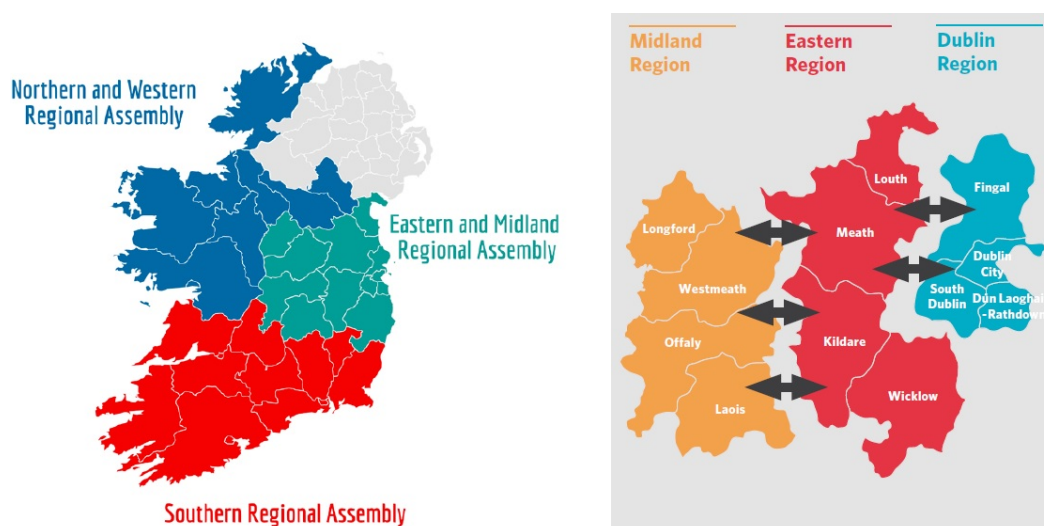 Northern and Western
Regional Assembly
Eastern and Midland
Regional Assembly
Southern Regional Assembly
Midland
Region
Eastern
Region
Dublin
Region
Louth
Fingal
Longford
Meath
Dublin
City
Westmeath
South
Dublin
Dun Laoghai
-Rathdown
Offaly
Kildare
Wicklow
Laois